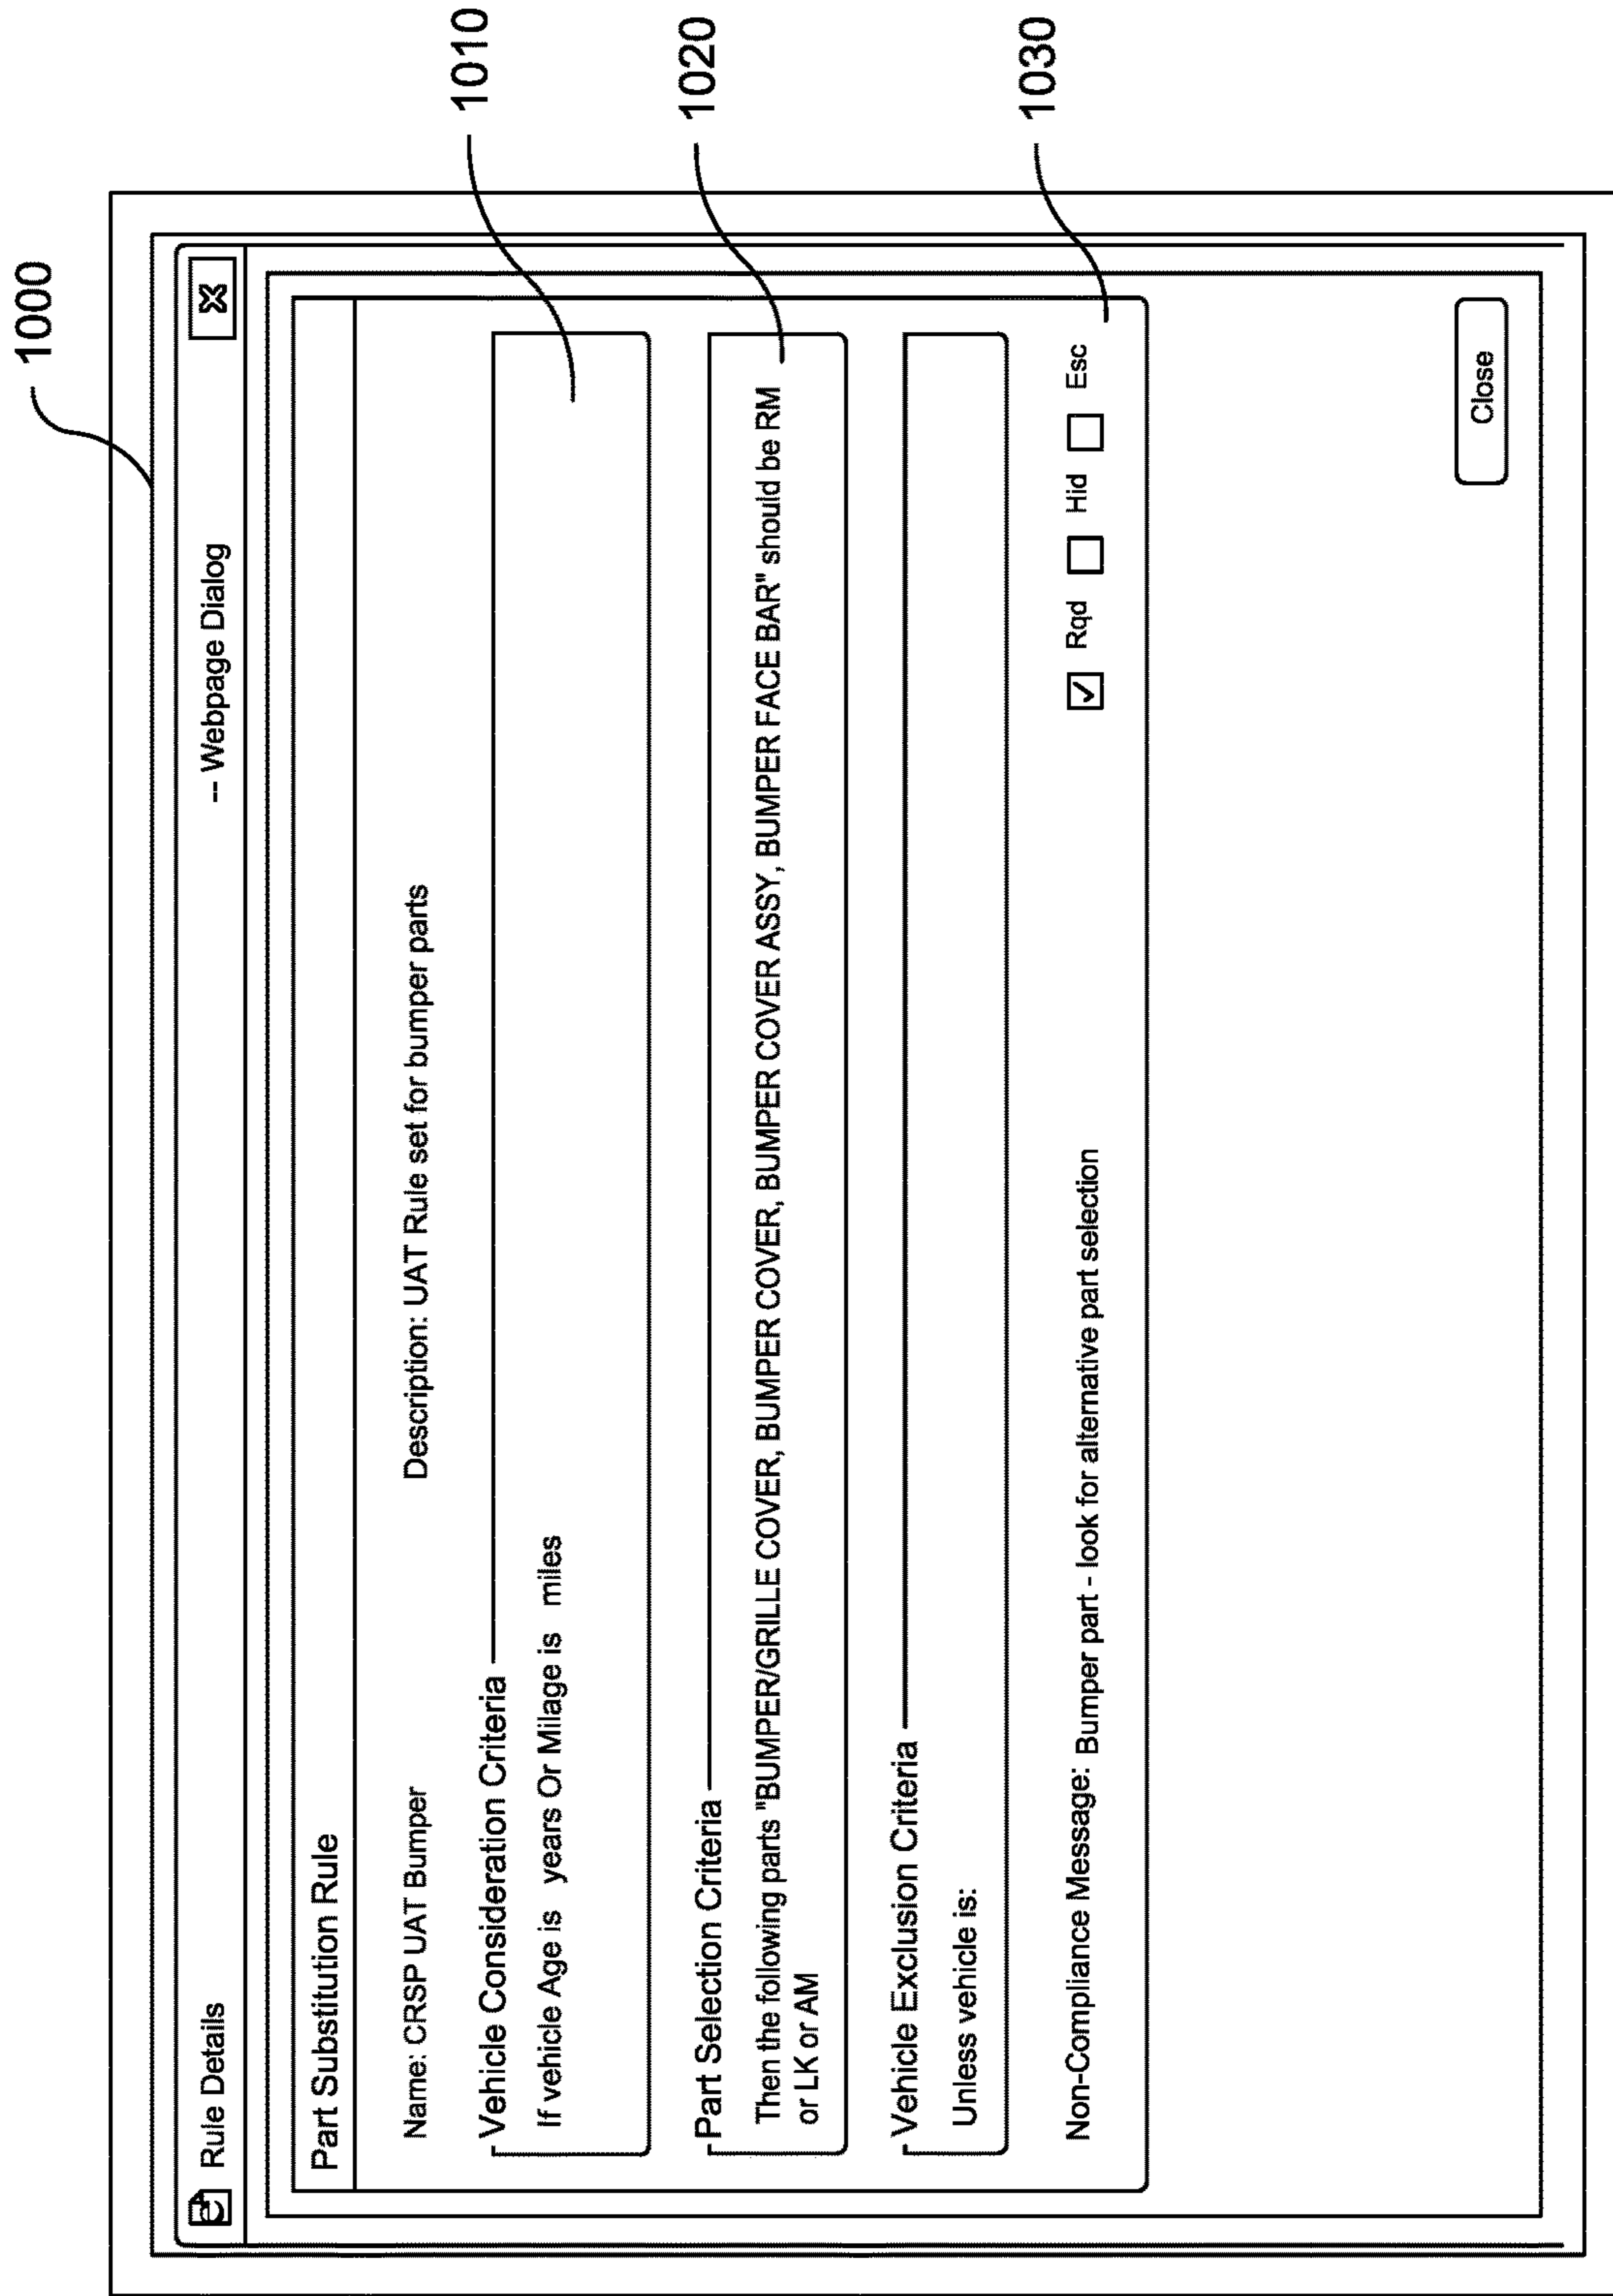 1000
Rule Details
-- Webpage Dialog
Part Substitution Rule
Name: CRSP UAT Bumper
Description: UAT Rule set for bumper parts
Vehicle Consideration Criteria
If vehicle Age is years Or Milage is miles
1010
Part Selection Criteria
Then the following parts "BUMPER/GRILLE COVER, BUMPER COVER, BUMPER COVER ASSY, BUMPER FACE BAR" should be RM
or LK or AM
1020
Vehicle Exclusion Criteria
Unless vehicle is:
Non-Compliance Message: Bumper part - look for alternative part selection
Rqd Hid Esc
1030
Close